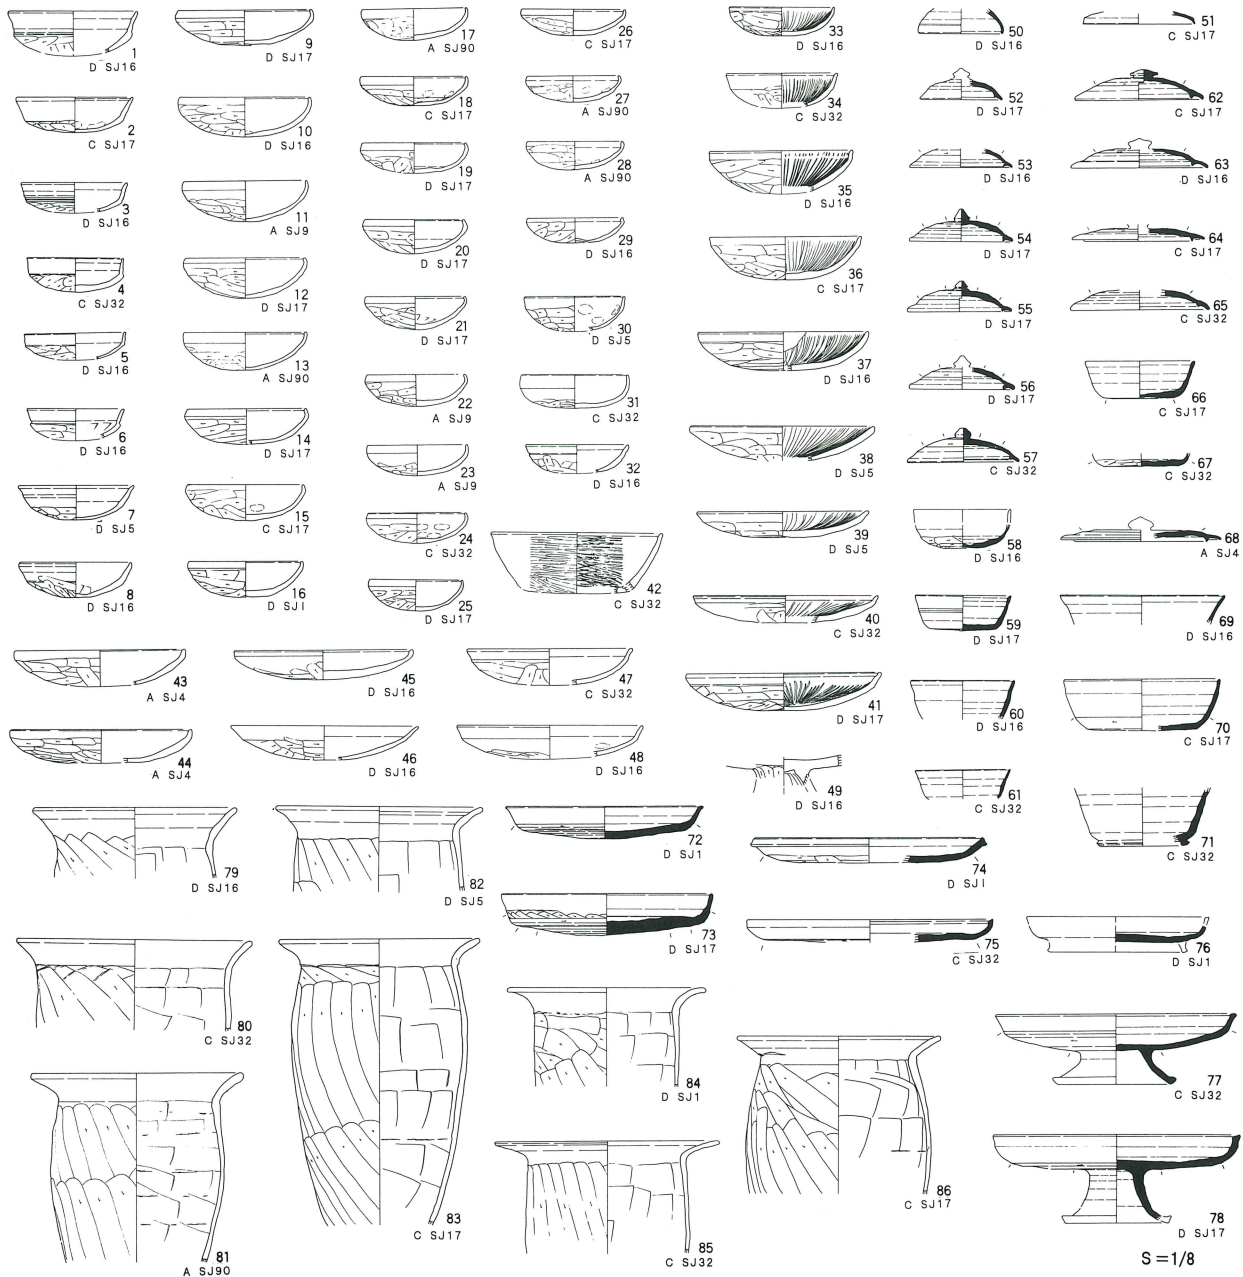 1
D SJ16
2
C SJ17
3
D SJ16
4
C SJ32
5
D SJ16
6
D SJ16
7
D SJ5
8
D SJ16
9
D SJ17
10
D SJ16
11
A SJ9
12
D SJ17
13
A SJ90
14
D SJ17
15
C SJ17
16
D SJ1
17
A SJ90
18
C SJ17
19
D SJ17
20
D SJ17
21
D SJ17
22
A SJ9
23
A SJ9
24
C SJ32
25
D SJ17
26
C SJ17
27
A SJ90
28
A SJ90
29
D SJ16
30
D SJ5
31
C SJ32
32
D SJ16
33
D SJ16
34
C SJ32
35
D SJ16
36
C SJ17
37
D SJ16
38
D SJ5
39
D SJ5
40
C SJ32
41
D SJ17
42
C SJ32
43
A SJ4
44
A SJ4
45
D SJ16
46
D SJ16
47
C SJ32
48
D SJ16
49
D SJ16
50
D SJ16
51
C SJ17
52
D SJ17
53
D SJ16
54
D SJ17
55
D SJ17
56
D SJ17
57
C SJ32
58
D SJ16
59
D SJ17
60
D SJ16
61
C SJ32
62
C SJ17
63
D SJ16
64
C SJ17
65
C SJ32
66
C SJ17
67
C SJ32
68
A SJ4
69
D SJ16
70
C SJ17
71
C SJ32
72
D SJ1
73
D SJ17
74
D SJ1
75
C SJ32
76
D SJ1
77
C SJ32
78
D SJ17
79
D SJ16
80
C SJ32
81
A SJ90
82
D SJ5
83
C SJ17
84
D SJ1
85
C SJ32
86
C SJ17
S=1/8